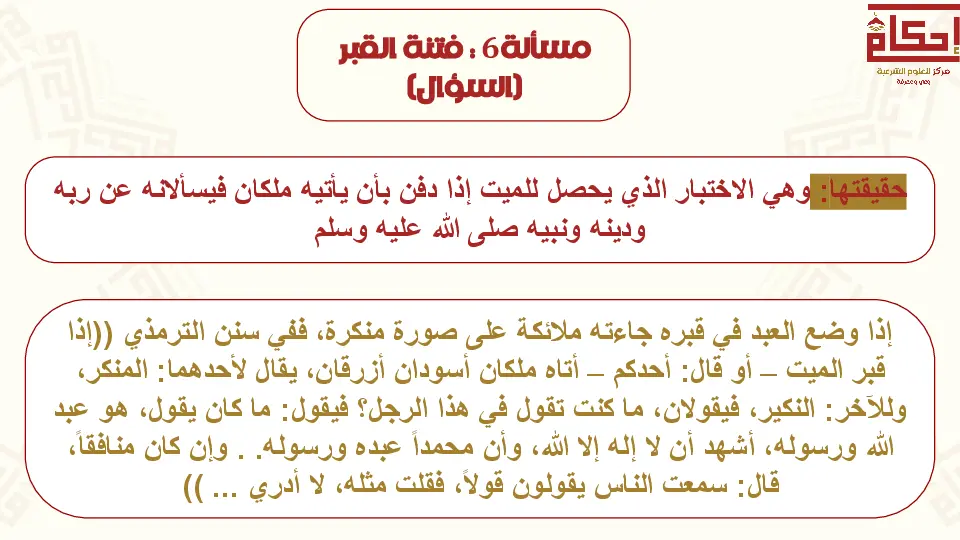 إحكام
مركز للعلوم الشرعية
وعي ومعرفة
مسألة6 : فتنة القبر
(السؤال)
حقيقتها: وهي الاختبار الذي يحصل للميت إذا دفن بأن يأتيه ملكان فيسألانه عن ربه
ودينه ونبيه صلى الله عليه وسلم
إذا وضع العبد في قبره جاءته ملائكة على صورة منكرة، ففي سنن الترمذي ((إذا
قبر الميت – أو قال: أحدكم – أتاه ملكان أسودان أزرقان، يقال لأحدهما: المنكر،
وللآخر: النكير، فيقولان، ما كنت تقول في هذا الرجل؟ فيقول: ما كان يقول، هو عبد
الله ورسوله، أشهد أن لا إله إلا الله، وأن محمداً عبده ورسوله. . وإن كان منافقاً،
قال: سمعت الناس يقولون قولاً، فقلت مثله، لا أدري ... ))